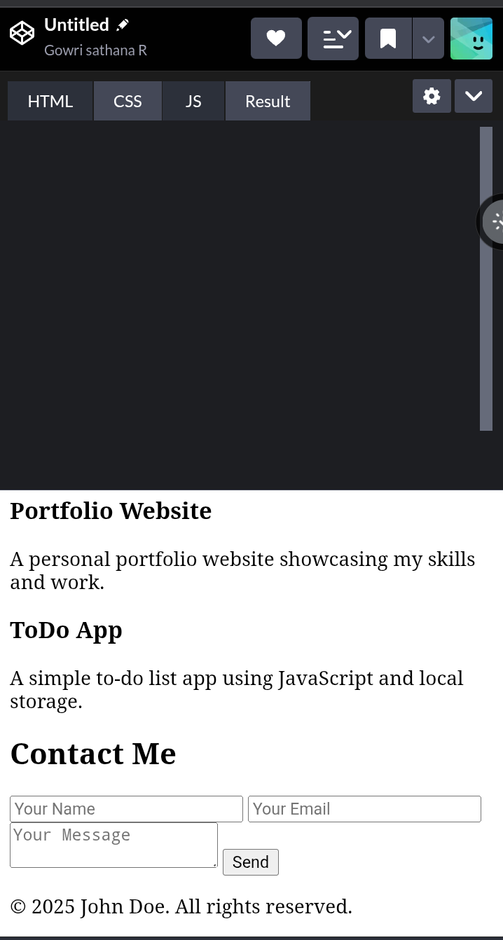 Untitled
Gowri sathana R
HTML CSS JS Result
Portfolio Website
A personal portfolio website showcasing my skills
and work.
ToDo App
A simple to-do list app using JavaScript and local
storage.
Contact Me
Your Name Your Email
Your Message
Send
© 2025 John Doe. All rights reserved.